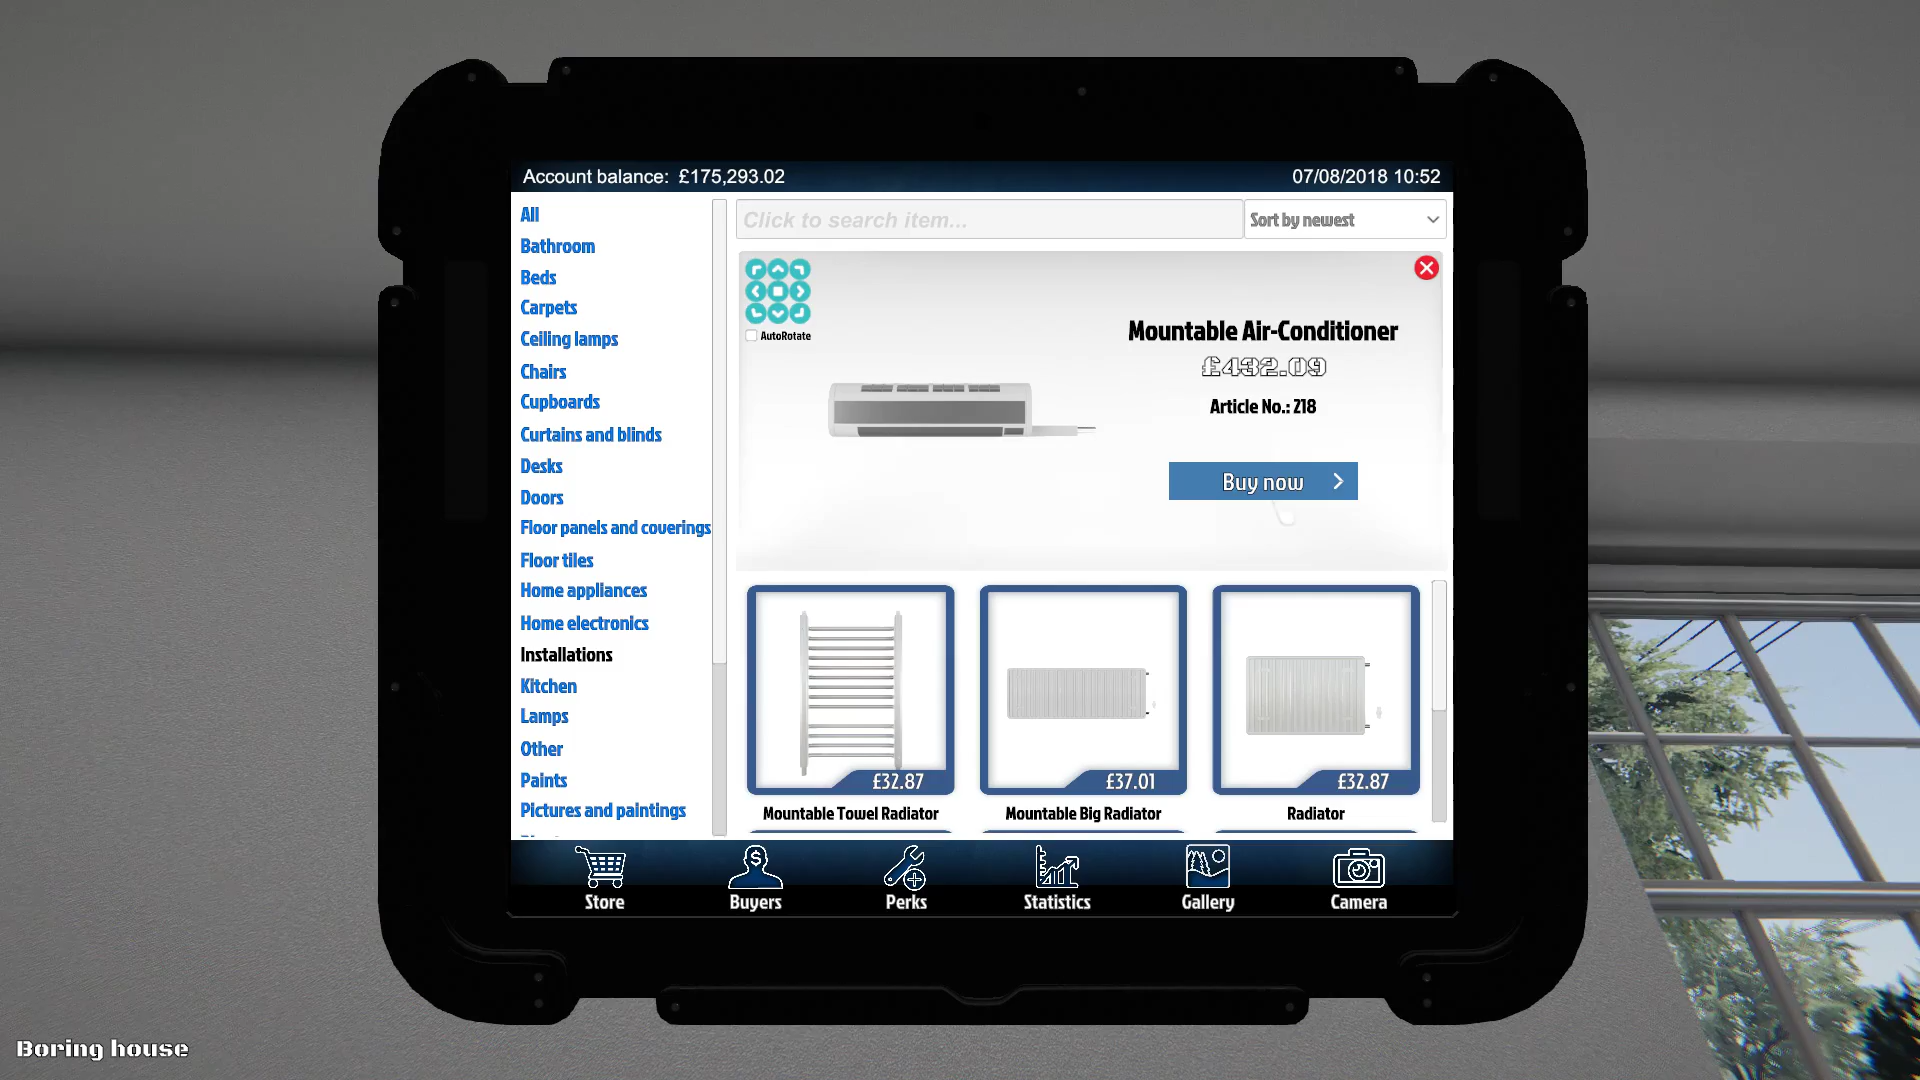 Account balance: £175,293.02
07/08/2018 10:52
All
Bathroom
Beds
Carpets
Ceiling lamps
Chairs
Cupboards
Curtains and blinds
Desks
Doors
Floor panels and coverings
Floor tiles
Home appliances
Home electronics
Installations
Kitchen
Lamps
Other
Paints
Pictures and paintings
Click to search item...
Sort by newest
AutoRotate
Mountable Air-Conditioner
£432.09
Article No.: 218
Buy now
£32.87
£37.01
£32.87
Mountable Towel Radiator
Mountable Big Radiator
Radiator
Store
Buyers
Perks
Statistics
Gallery
Camera
Boring house